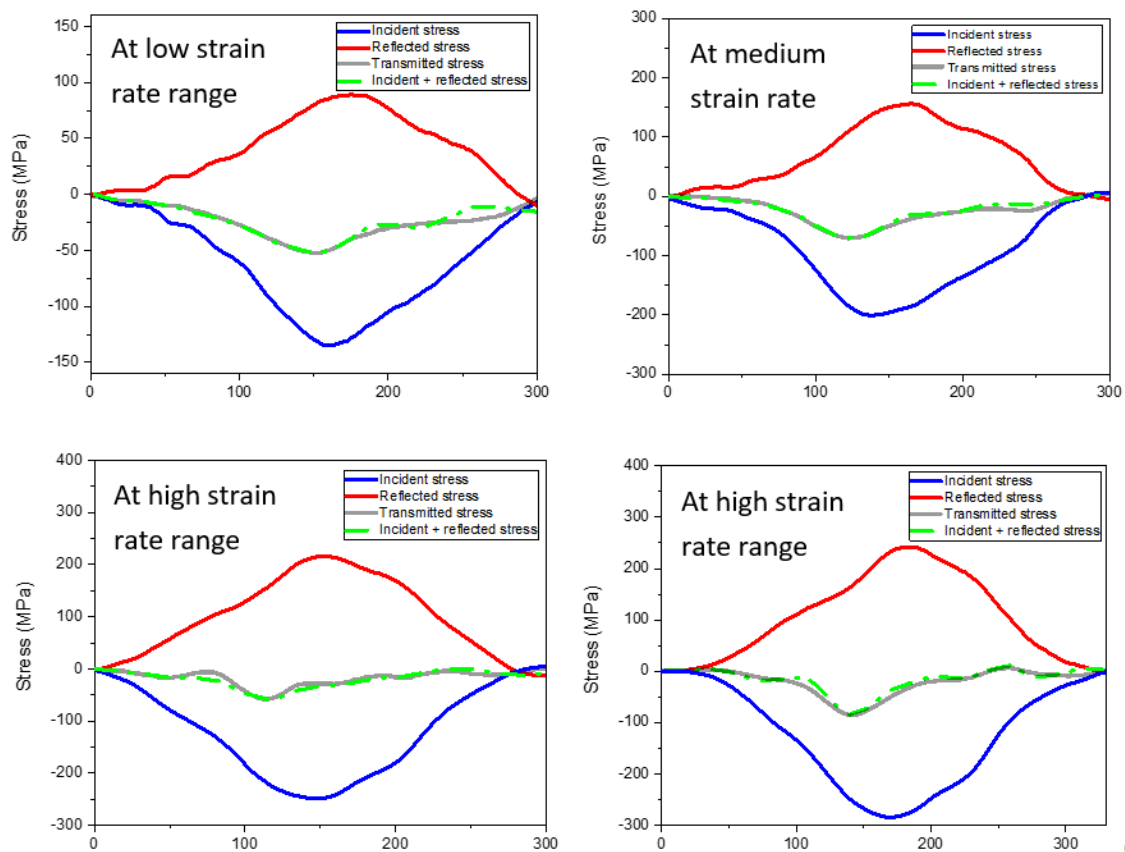 At low strain
rate range
Incident stress
Reflected stress
Transmitted stress
Incident + reflected stress
Stress (MPa)
150
100
50
0
-50
-100
-150
0
100
200
300
At medium
strain rate
Incident stress
Reflected stress
Transmitted stress
Incident + reflected stress
Stress (MPa)
300
200
100
0
-100
-200
-300
0
100
200
300
At high strain
rate range
Incident stress
Reflected stress
Transmitted stress
Incident + reflected stress
Stress (MPa)
400
300
200
100
0
-100
-200
-300
0
100
200
300
At high strain
rate range
Incident stress
Reflected stress
Transmitted stress
Incident + reflected stress
Stress (MPa)
400
300
200
100
0
-100
-200
-300
0
100
200
300